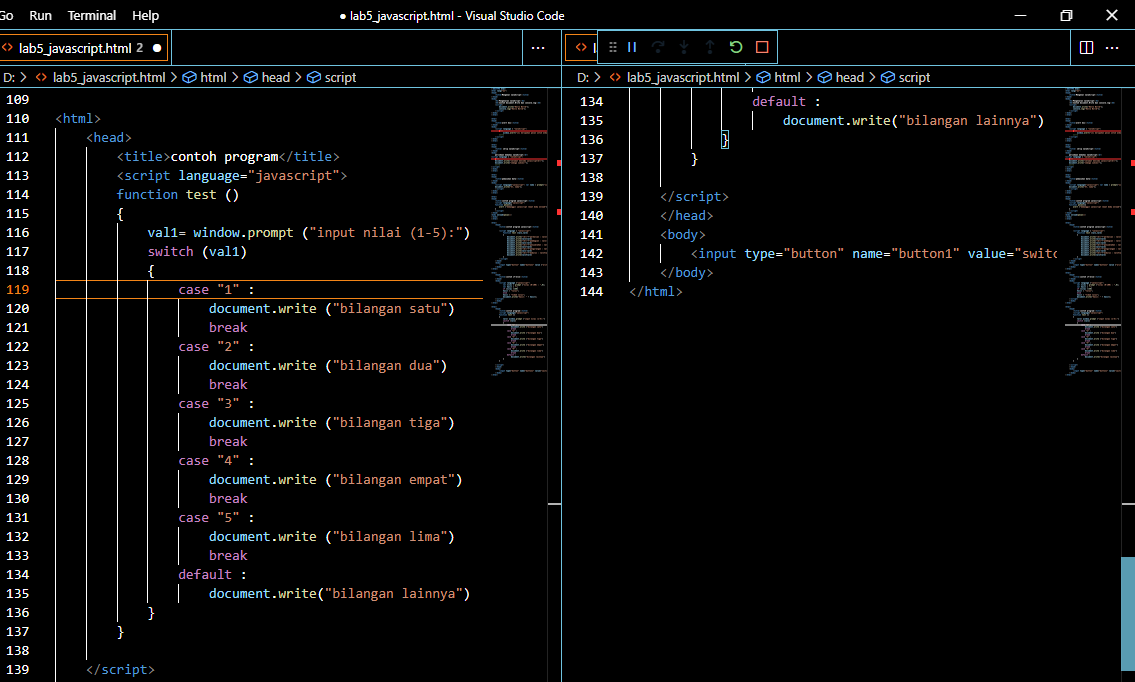 Go Run Terminal Help ● lab5_javascript.html - Visual Studio Code
<> lab5_javascript.html 2 ● ...
D: > <> lab5_javascript.html > html > head > script
109
110 <html>
111 <head>
112 <title>contoh program</title>
113 <script language="javascript">
114 function test ()
115 {
116 val1= window.prompt ("input nilai (1-5):")
117 switch (val1)
118 {
119 case "1" :
120 document.write ("bilangan satu")
121 break
122 case "2" :
123 document.write ("bilangan dua")
124 break
125 case "3" :
126 document.write ("bilangan tiga")
127 break
128 case "4" :
129 document.write ("bilangan empat")
130 break
131 case "5" :
132 document.write ("bilangan lima")
133 break
134 default :
135 document.write("bilangan lainnya")
136 }
137 }
138
139 </script>
<> l ...
D: > <> lab5_javascript.html > html > head > script
134 default :
135 document.write("bilangan lainnya")
136 }
137 }
138
139 </script>
140 </head>
141 <body>
142 <input type="button" name="button1" value="switc
143 </body>
144 </html>